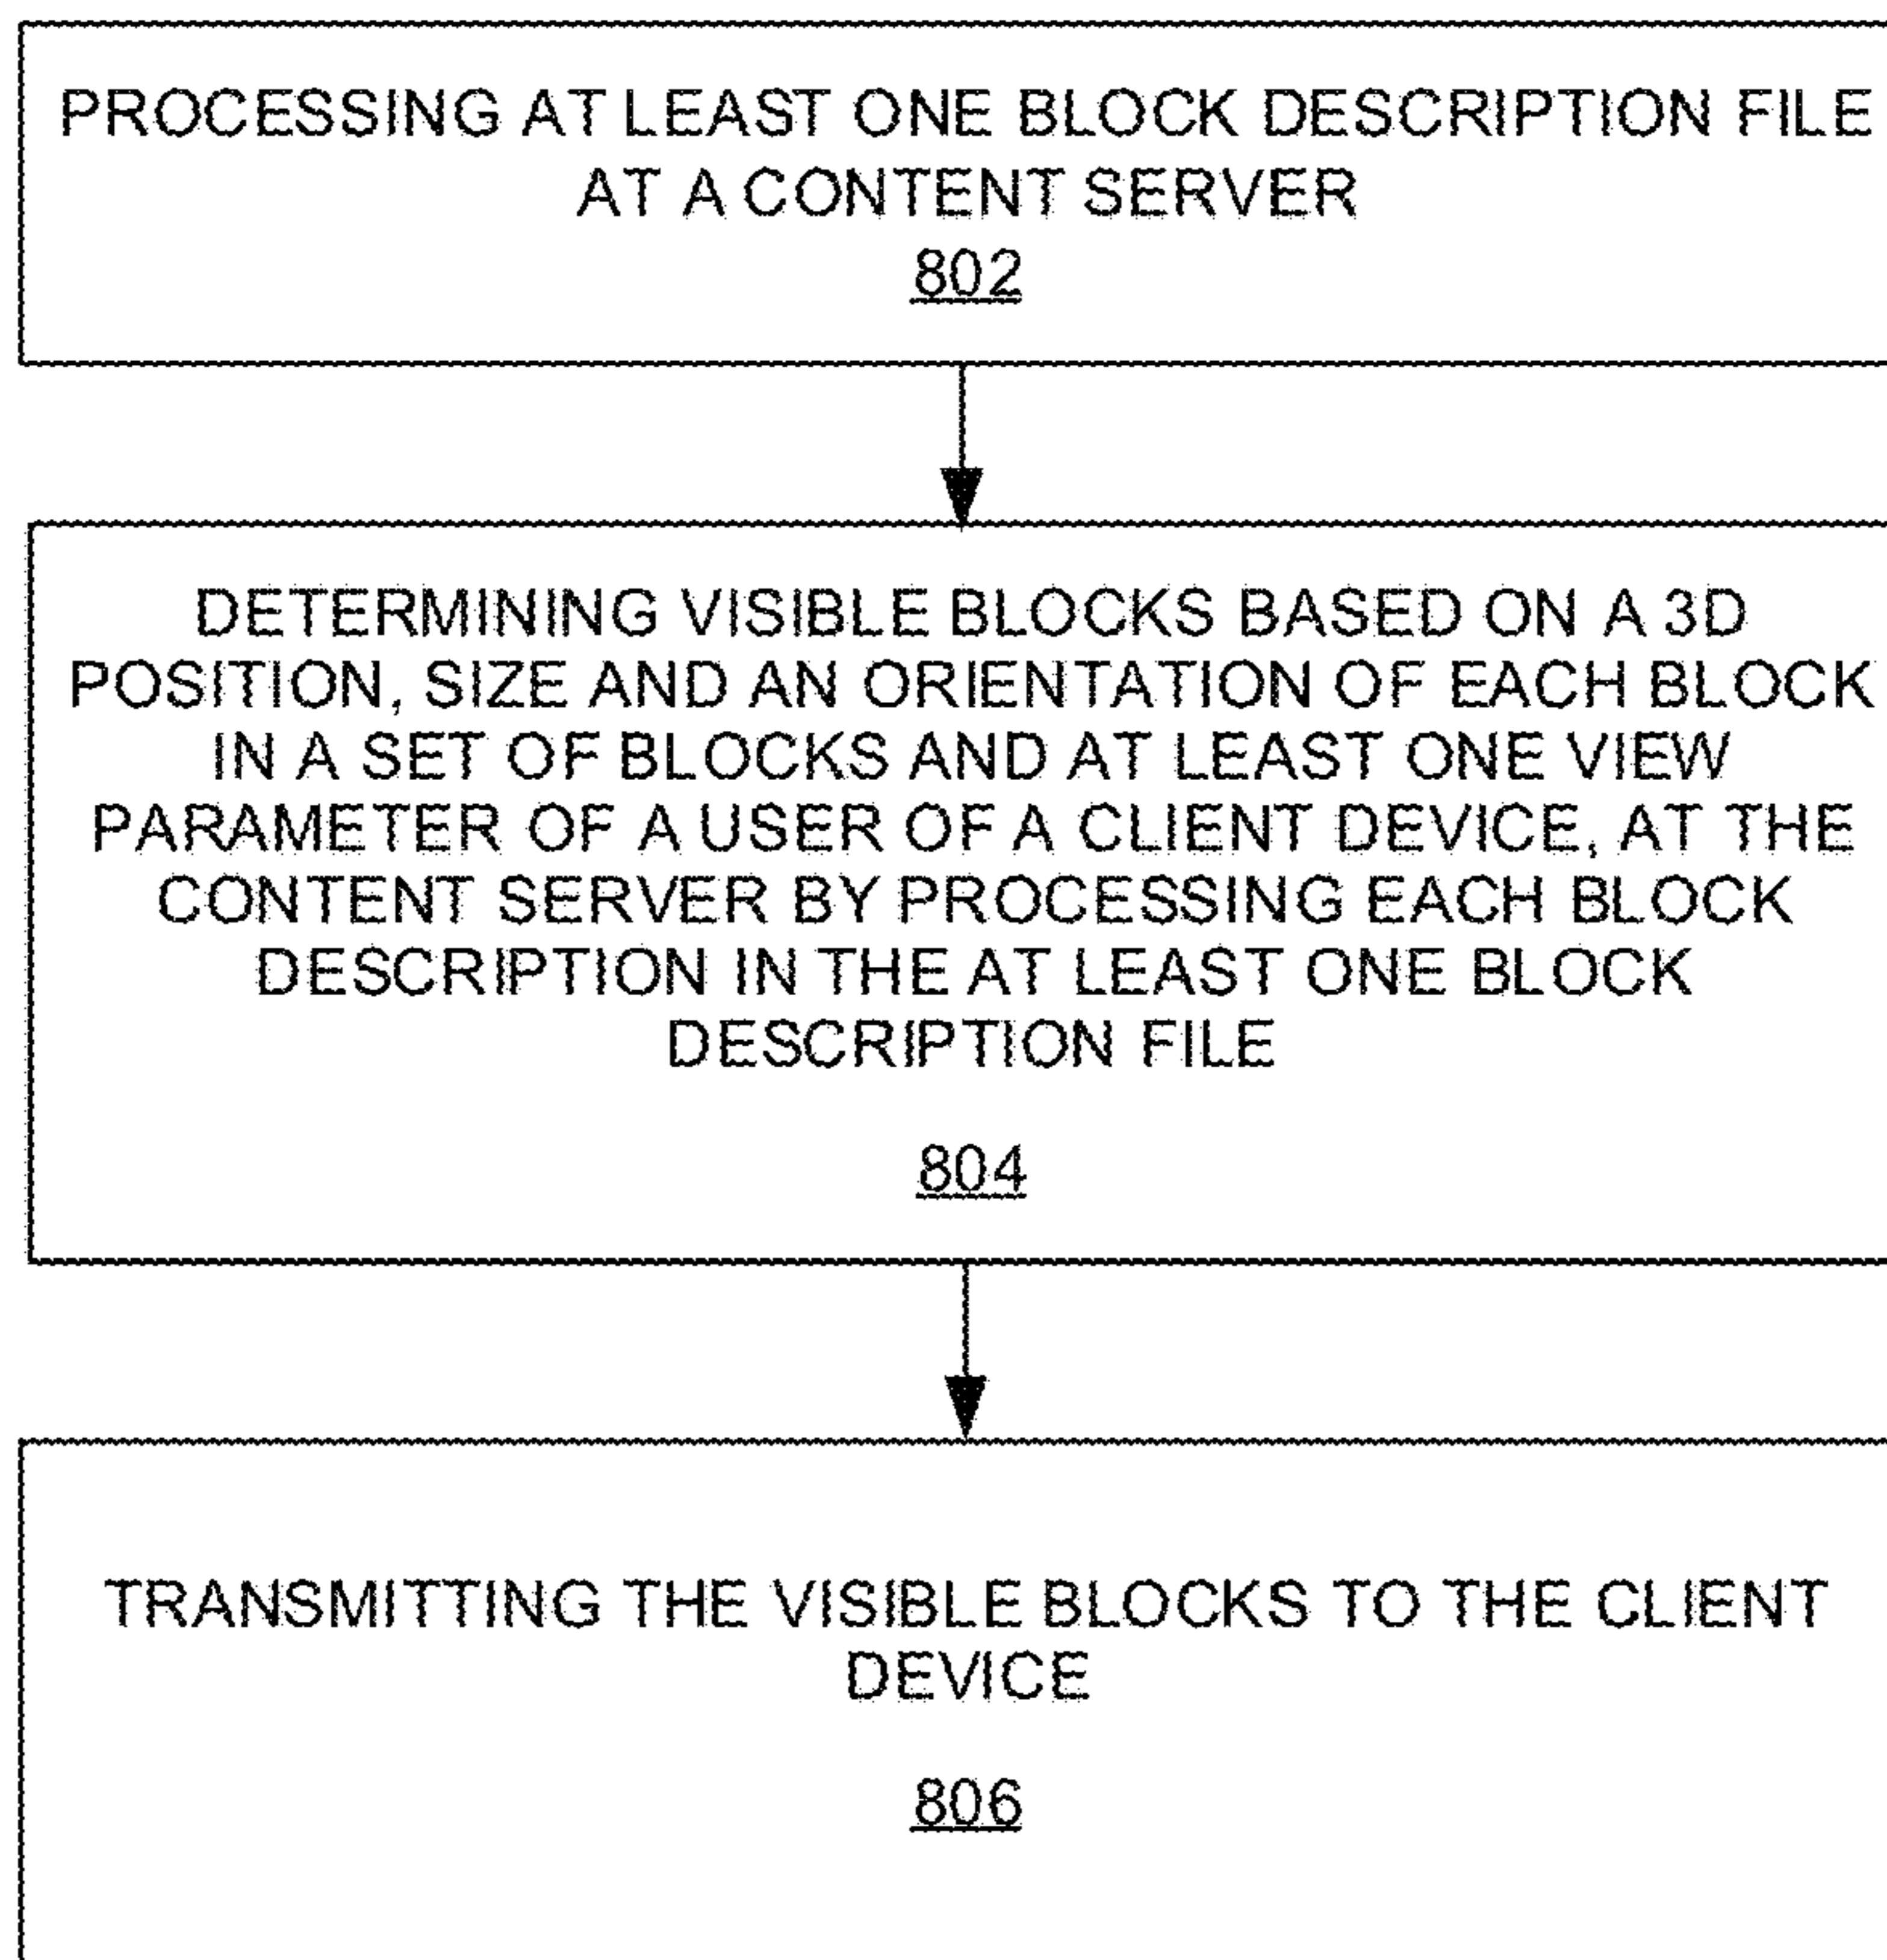 PROCESSING AT LEAST ONE BLOCK DESCRIPTION FILE
AT A CONTENT SERVER
802
DETERMINING VISIBLE BLOCKS BASED ON A 3D
POSITION, SIZE AND AN ORIENTATION OF EACH BLOCK
IN A SET OF BLOCKS AND AT LEAST ONE VIEW
PARAMETER OF A USER OF A CLIENT DEVICE, AT THE
CONTENT SERVER BY PROCESSING EACH BLOCK
DESCRIPTION IN THE AT LEAST ONE BLOCK
DESCRIPTION FILE
804
TRANSMITTING THE VISIBLE BLOCKS TO THE CLIENT
DEVICE
806